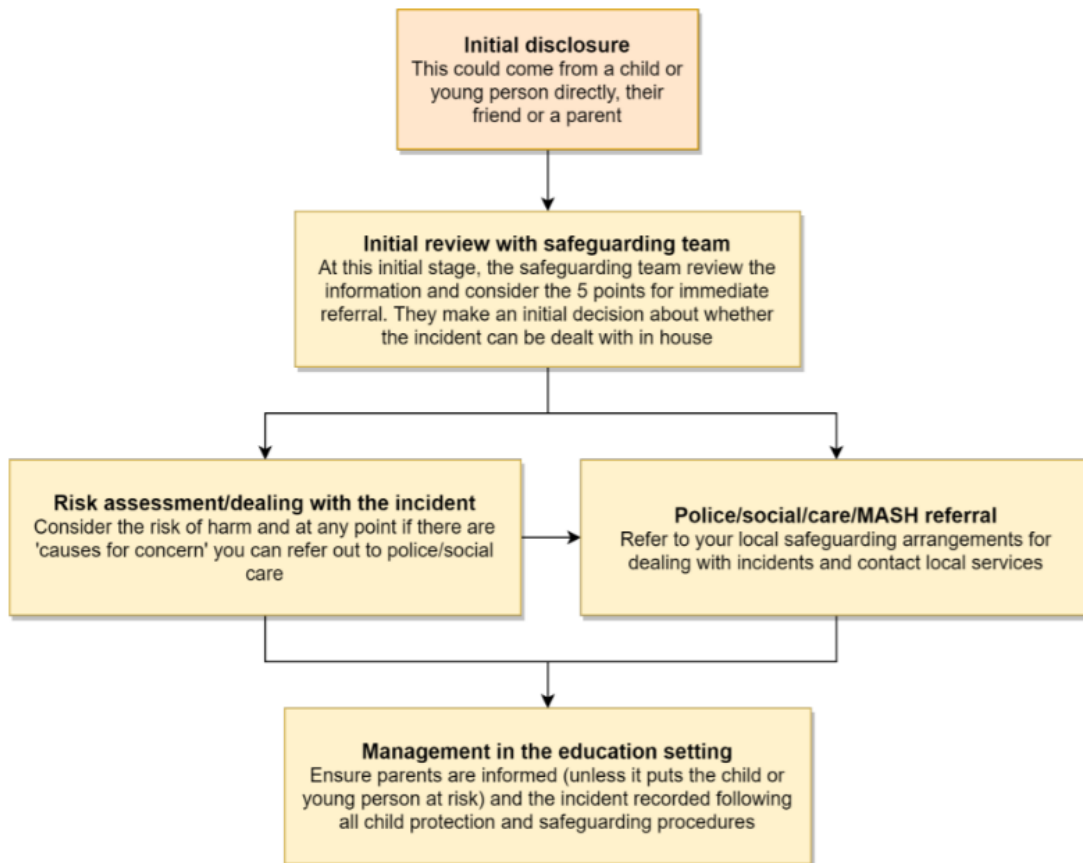 Initial disclosure
This could come from a child or
young person directly, their
friend or a parent
Initial review with safeguarding team
At this initial stage, the safeguarding team review the
information and consider the 5 points for immediate
referral. They make an initial decision about whether
the incident can be dealt with in house
Risk assessment/dealing with the incident
Consider the risk of harm and at any point if there are
'causes for concern' you can refer out to police/social
care
Police/social/care/MASH referral
Refer to your local safeguarding arrangements for
dealing with incidents and contact local services
Management in the education setting
Ensure parents are informed (unless it puts the child or
young person at risk) and the incident recorded following
all child protection and safeguarding procedures